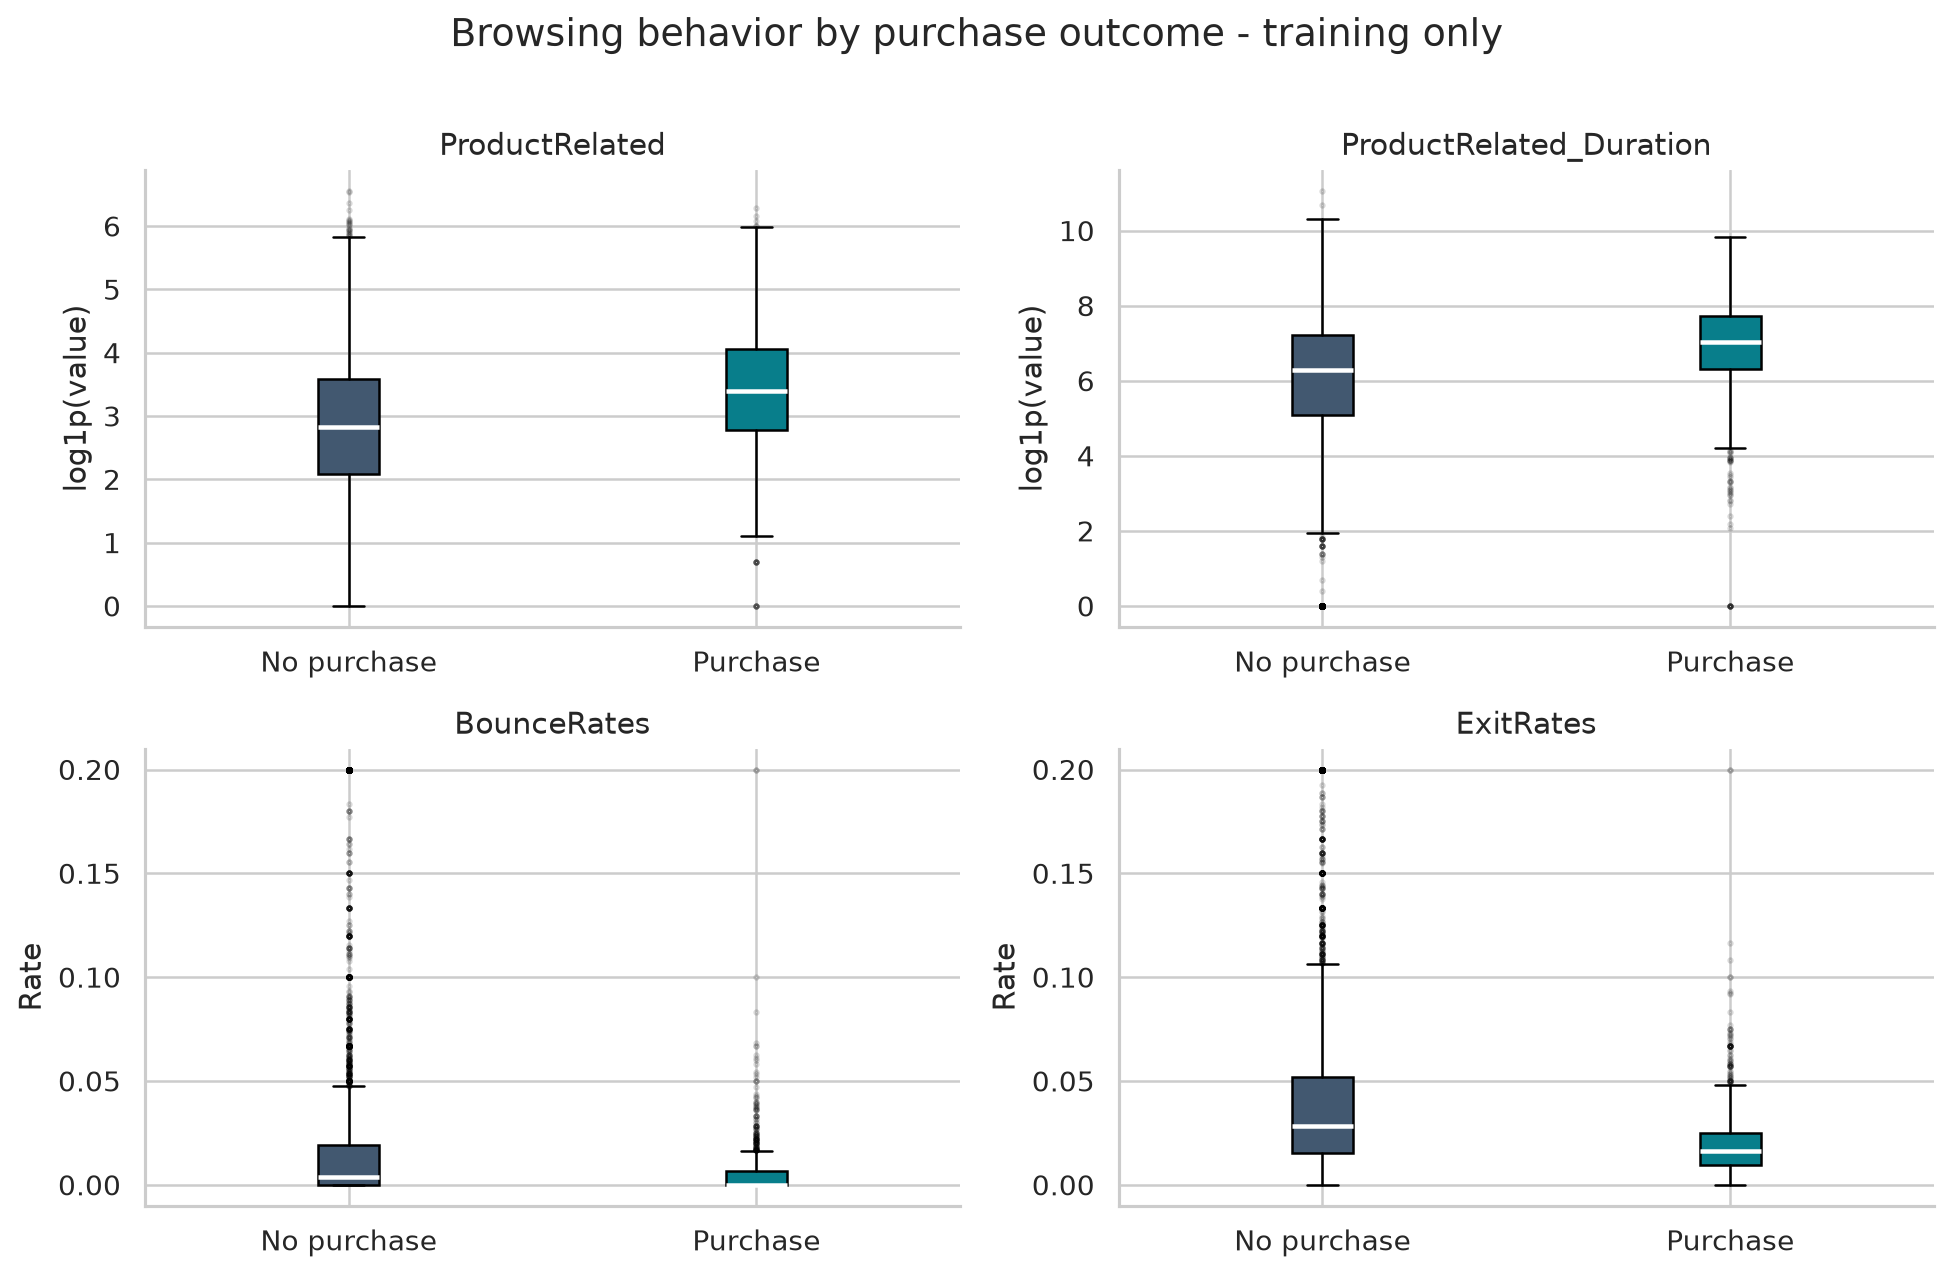 Browsing behavior by purchase outcome - training only
ProductRelated
log1p(value)
6
5
4
3
2
1
0
No purchase
Purchase
ProductRelated_Duration
log1p(value)
10
8
6
4
2
0
No purchase
Purchase
BounceRates
Rate
0.20
0.15
0.10
0.05
0.00
No purchase
Purchase
ExitRates
Rate
0.20
0.15
0.10
0.05
0.00
No purchase
Purchase